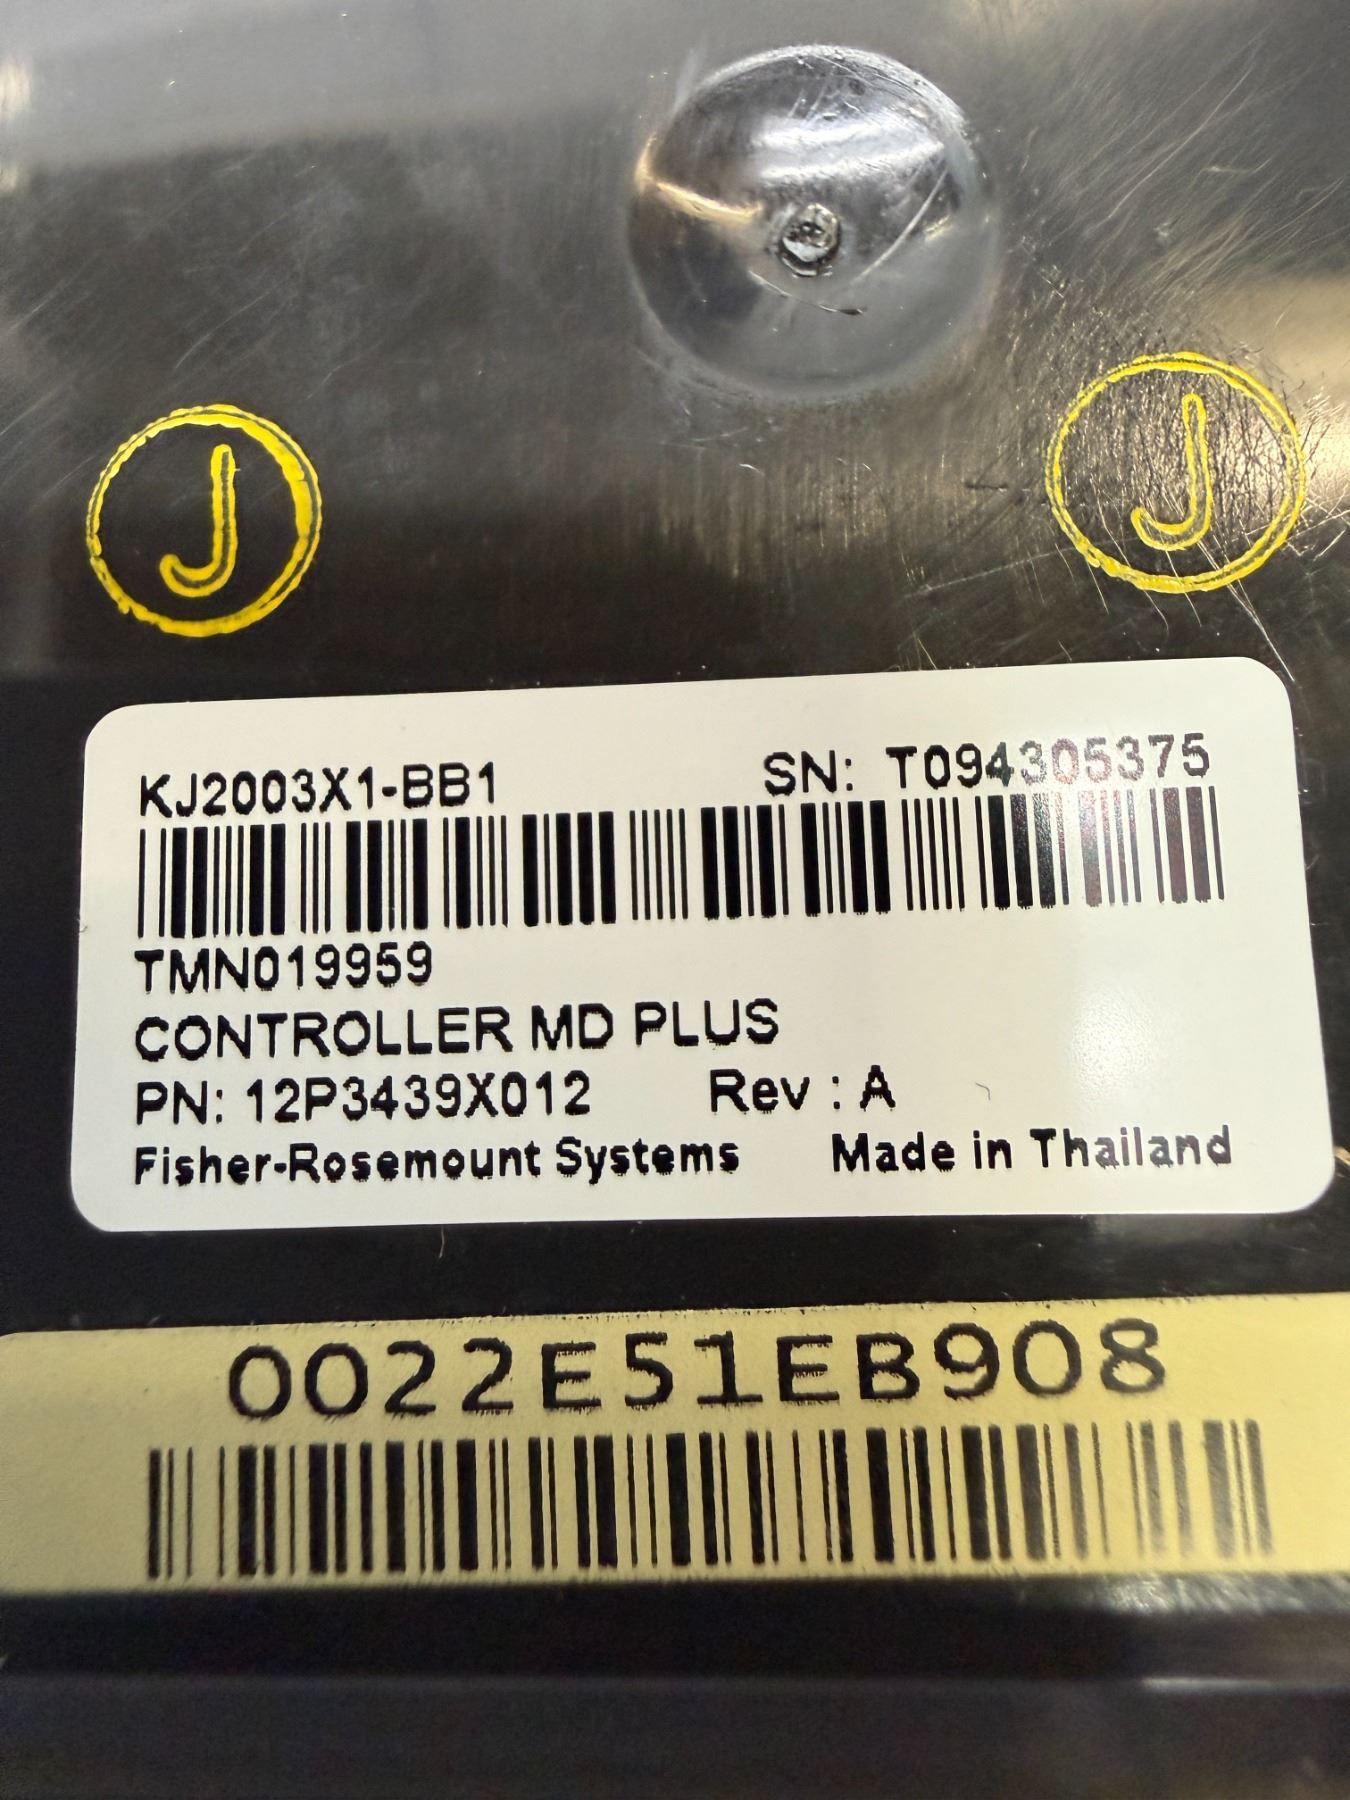 J
J
KJ2003X1-BB1 SN: T094305375
TMN019959
CONTROLLER MD PLUS
PN: 12P3439X012 Rev : A
Fisher-Rosemount Systems Made in Thailand
0022E51EB908